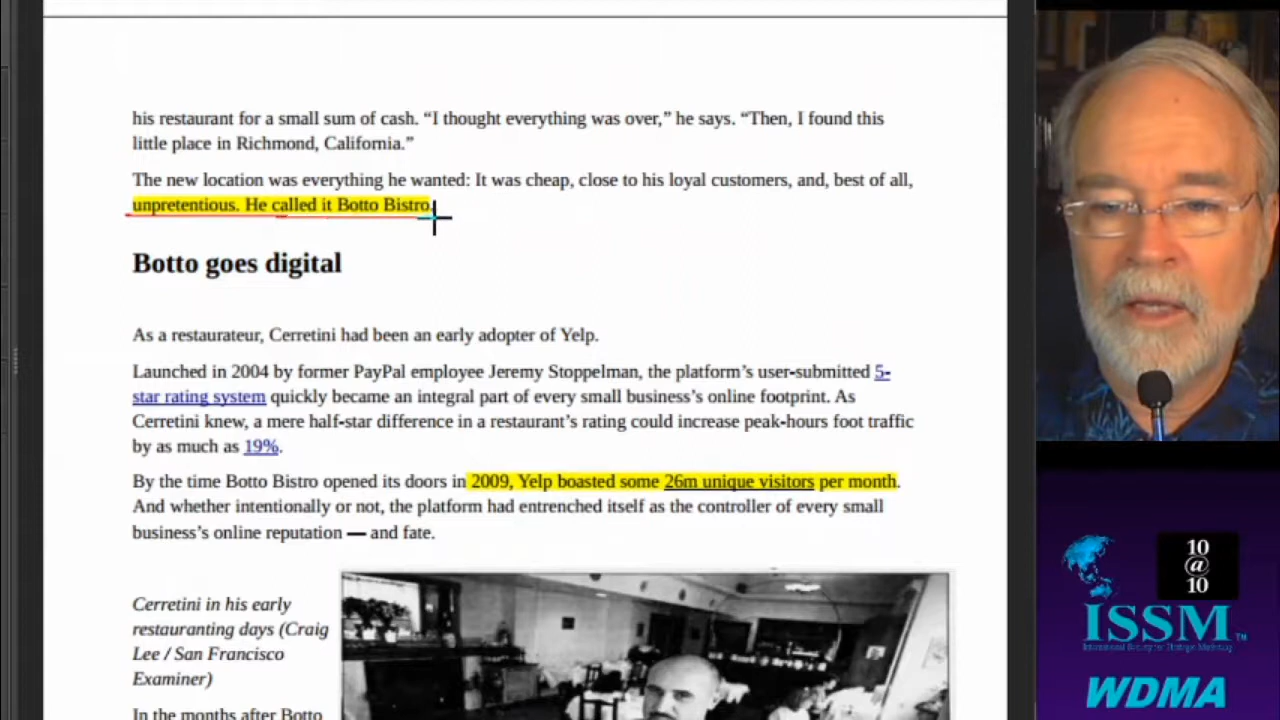 his restaurant for a small sum of cash. “I thought everything was over,” he says. “Then, I found this
little place in Richmond, California.”
The new location was everything he wanted: It was cheap, close to his loyal customers, and, best of all,
unpretentious. He called it Botto Bistro.
Botto goes digital
As a restaurateur, Cerretini had been an early adopter of Yelp.
Launched in 2004 by former PayPal employee Jeremy Stoppelman, the platform’s user-submitted 5-
star rating system quickly became an integral part of every small business’s online footprint. As
Cerretini knew, a mere half-star difference in a restaurant’s rating could increase peak-hours foot traffic
by as much as 19%.
By the time Botto Bistro opened its doors in 2009, Yelp boasted some 26m unique visitors per month.
And whether intentionally or not, the platform had entrenched itself as the controller of every small
business’s online reputation — and fate.
Cerretini in his early
restauranting days (Craig
Lee / San Francisco
Examiner)
In the months after Botto
10
@
10
ISSM™
International Society for Strategic Marketing
WDMA